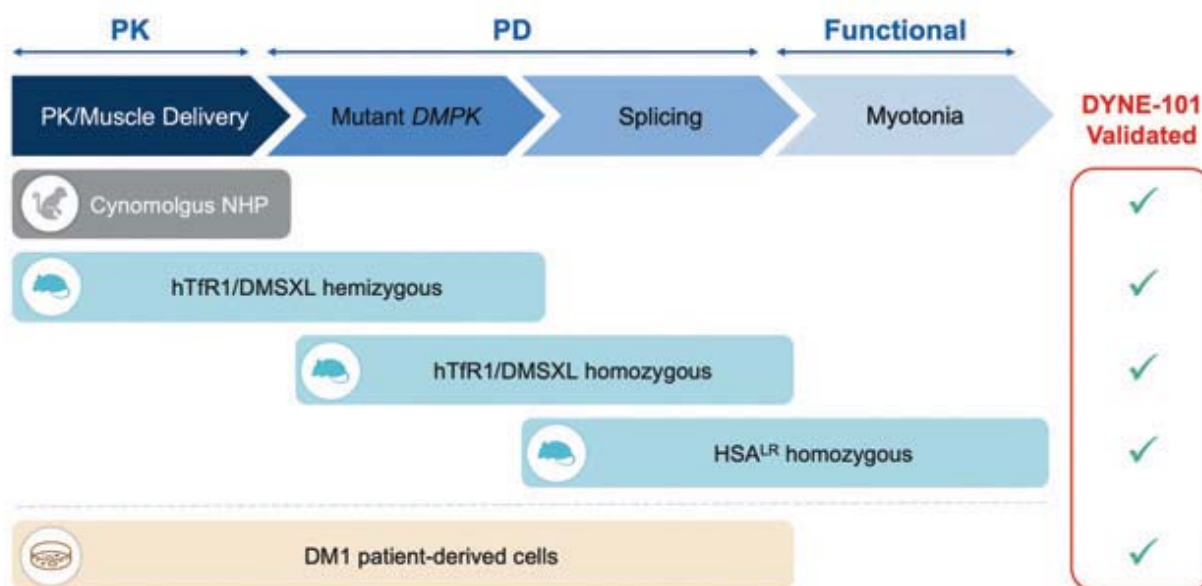 PK PD Functional
PK/Muscle Delivery Mutant DMPK Splicing Myotonia
DYNE-101
Validated
Cynomolgus NHP
hTfR1/DMSXL hemizygous
hTfR1/DMSXL homozygous
HSALR homozygous
DM1 patient-derived cells